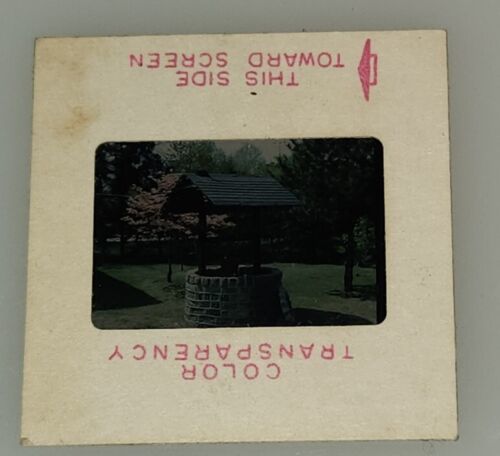 COLOR
TRANSPARENCY
THIS SIDE
TOWARD SCREEN